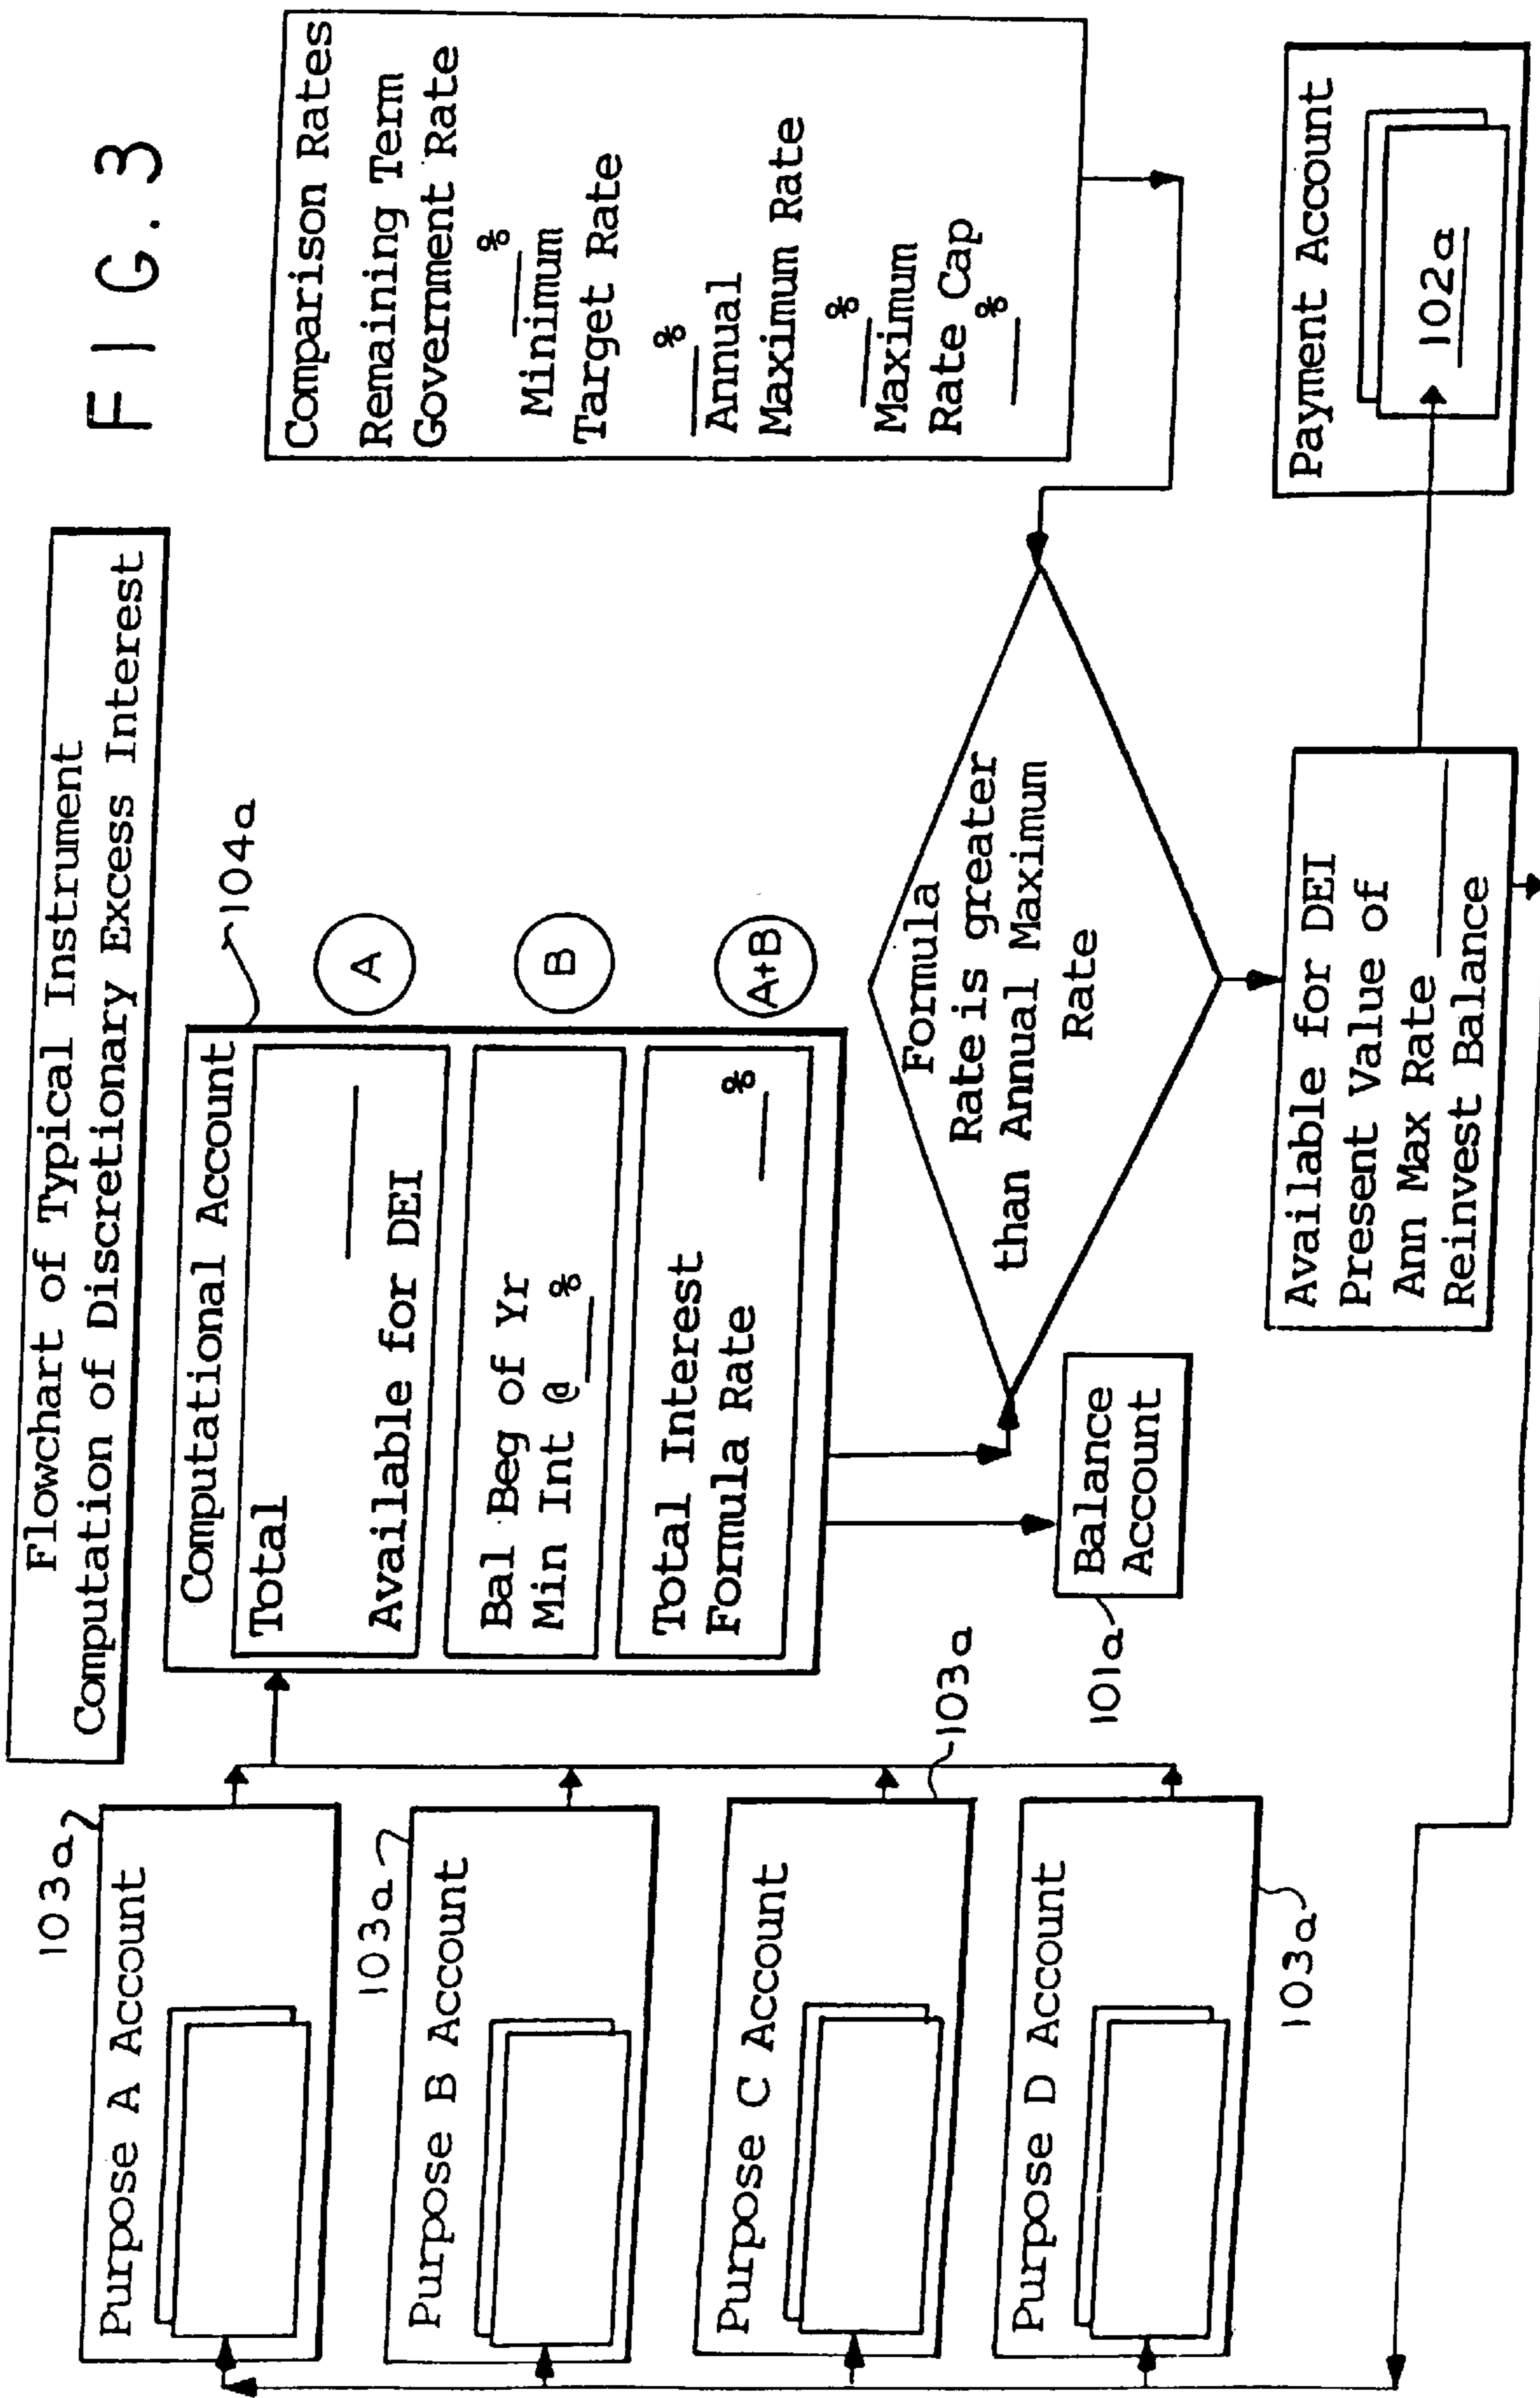 FIG. 3
Flowchart of Typical Instrument
Computation of Discretionary Excess Interest
103a
Purpose A Account
103a
Purpose B Account
103a
Purpose C Account
103a
Purpose D Account
104a
Computational Account
Total
Available for DEI
A
Bal Beg of Yr
Min Int @ %
B
Total Interest
Formula Rate %
A+B
101a
Balance
Account
Comparison Rates
Remaining Term
Government Rate
%
Minimum
Target Rate
%
Annual
Maximum Rate
%
Maximum
Rate Cap
%
Formula
Rate is greater
than Annual Maximum
Rate
Available for DEI
Present Value of
Ann Max Rate
Reinvest Balance
Payment Account
102a